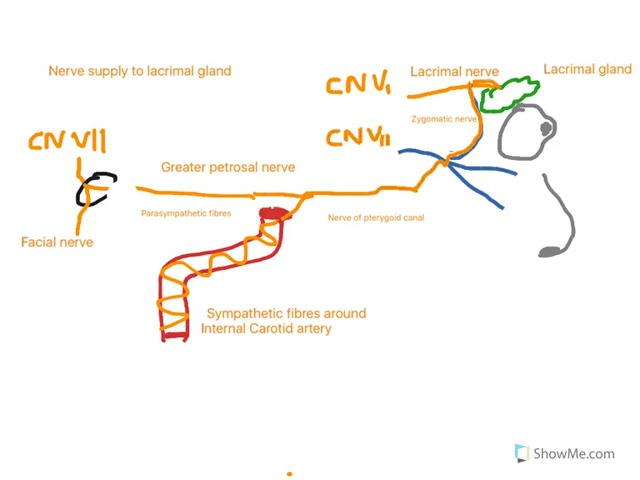 Nerve supply to lacrimal gland
CN V₁
Lacrimal nerve
Lacrimal gland
Zygomatic nerve
CN VII
CN V₁₁
Greater petrosal nerve
Parasympathetic fibres
Nerve of pterygoid canal
Facial nerve
Sympathetic fibres around
Internal Carotid artery
ShowMe.com